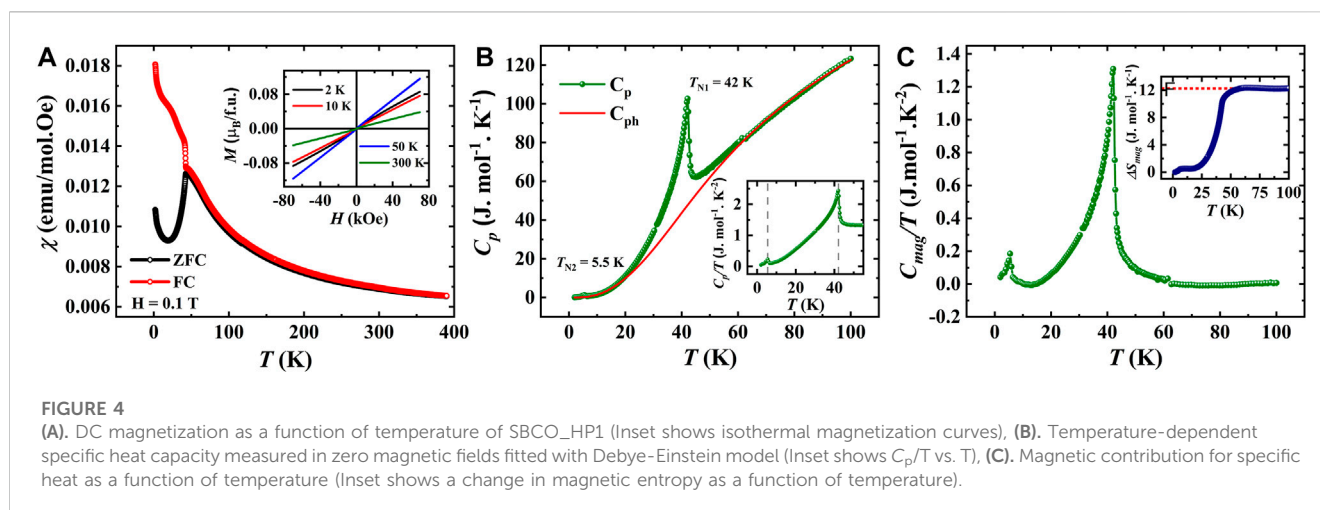 A
χ (emu/mol.Oe)
0.018
0.016
0.014
0.012
0.010
0.008
0.006
0 100 200 300 400
T (K)
ZFC
FC
H = 0.1 T
M (μB/f.u.)
0.08
0.00
-0.08
2 K
10 K
50 K
300 K
-80 -40 0 40 80
H (kOe)
B
Cp (J. mol-1. K-1)
120
100
80
60
40
20
0
0 20 40 60 80 100
T (K)
Cp
Cph
TN1 = 42 K
TN2 = 5.5 K
Cp/T (J. mol-1. K-2)
2
1
0
0 20 40
T (K)
C
Cmag/T (J.mol-1.K-2)
1.4
1.2
1.0
0.8
0.6
0.4
0.2
0.0
-0.2
0 20 40 60 80 100
T (K)
ΔSmag (J. mol-1.K-1)
12
8
4
0
0 25 50 75 100
T (K)
FIGURE 4
(A). DC magnetization as a function of temperature of SBCO_HP1 (Inset shows isothermal magnetization curves), (B). Temperature-dependent
specific heat capacity measured in zero magnetic fields fitted with Debye-Einstein model (Inset shows Cp/T vs. T), (C). Magnetic contribution for specific
heat as a function of temperature (Inset shows a change in magnetic entropy as a function of temperature).